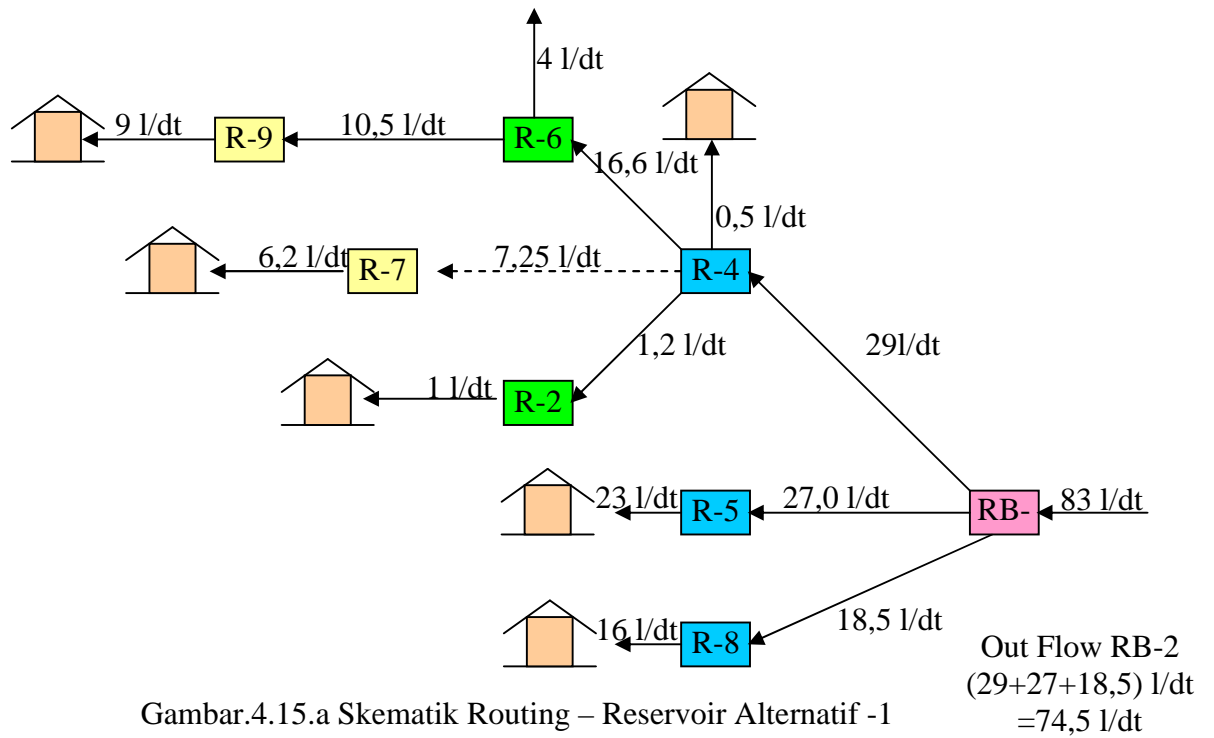 4 l/dt
9 l/dt
R-9
10,5 l/dt
R-6
16,6 l/dt
0,5 l/dt
6,2 l/dt
R-7
7,25 l/dt
R-4
1,2 l/dt
29l/dt
1 l/dt
R-2
23 l/dt
R-5
27,0 l/dt
RB-
83 l/dt
16 l/dt
R-8
18,5 l/dt
Out Flow RB-2
(29+27+18,5) l/dt
=74,5 l/dt
Gambar.4.15.a Skematik Routing – Reservoir Alternatif -1